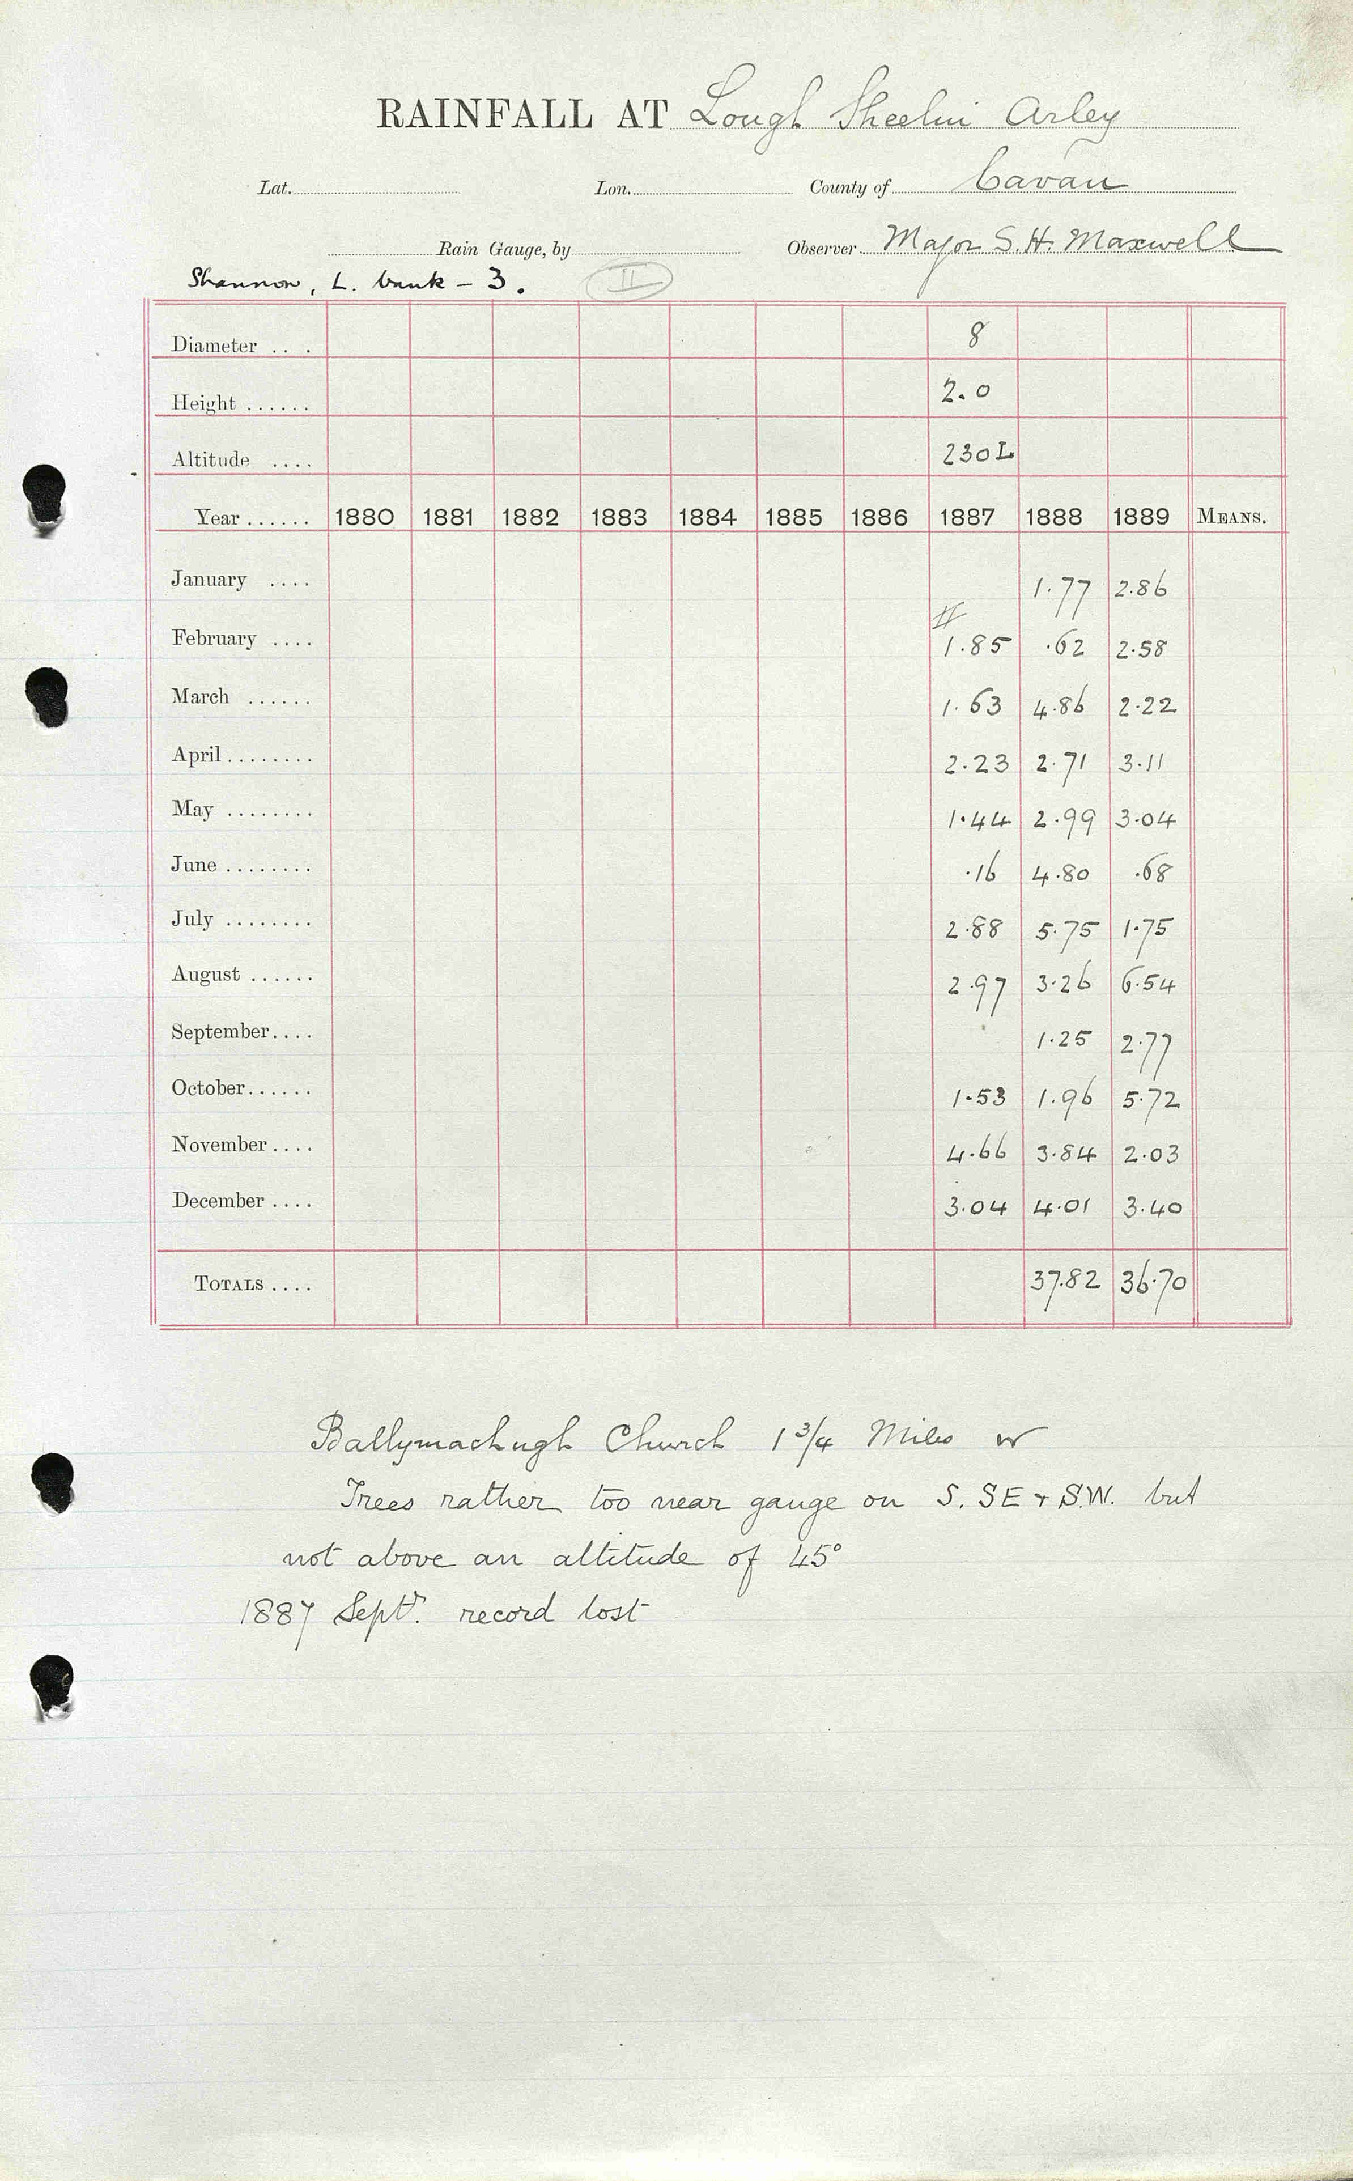 RAINFALL AT Lough Sheelin Arley
Lat. Lon. County of Cavan
Rain Gauge, by Observer Major S. H. Maxwell
Shannon, L. bank - 3. II
Diameter .. . 8
Height ...... 2.0
Altitude .... 230 L
Year ...... 1880 1881 1882 1883 1884 1885 1886 1887 1888 1889 MEANS.
January .... 1.77 2.86
II
February .... 1.85 .62 2.58
March ...... 1.63 4.86 2.22
April ........ 2.23 2.71 3.11
May ........ 1.44 2.99 3.04
June ........ .16 4.80 .68
July ........ 2.88 5.75 1.75
August ...... 2.97 3.26 6.54
September .... 1.25 2.77
October ...... 1.53 1.96 5.72
November .... 4.66 3.84 2.03
December .... 3.04 4.01 3.40
TOTALS .... 37.82 36.70
Ballymachugh Church 1 3/4 Miles W
Trees rather too near gauge on S. SE + S.W. but
not above an altitude of 45°
1887 Septr. record lost